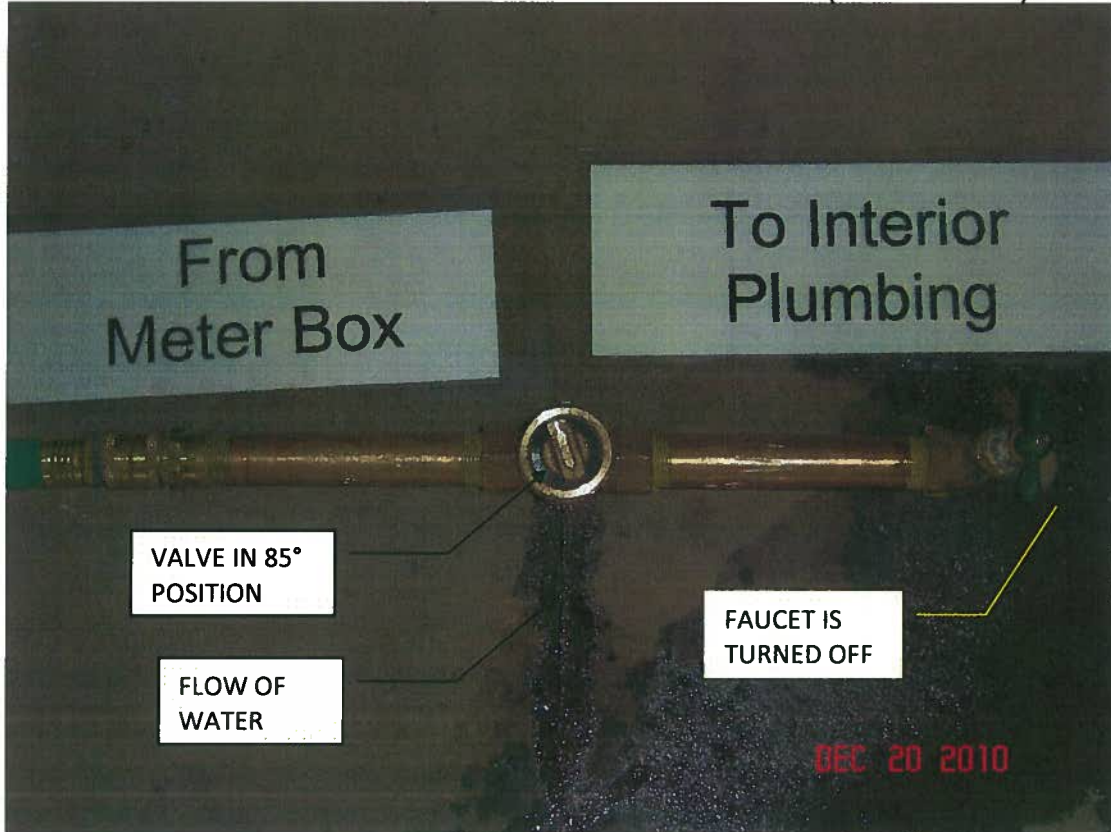 From
Meter Box
To Interior
Plumbing
VALVE IN 85°
POSITION
FLOW OF
WATER
FAUCET IS
TURNED OFF
DEC 20 2010